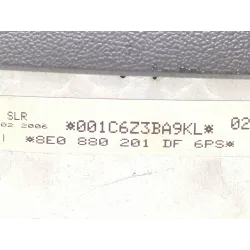 SLR
02 2006
*001C6Z3BA9KL*
02
*8E0 880 201 DF 6PS*